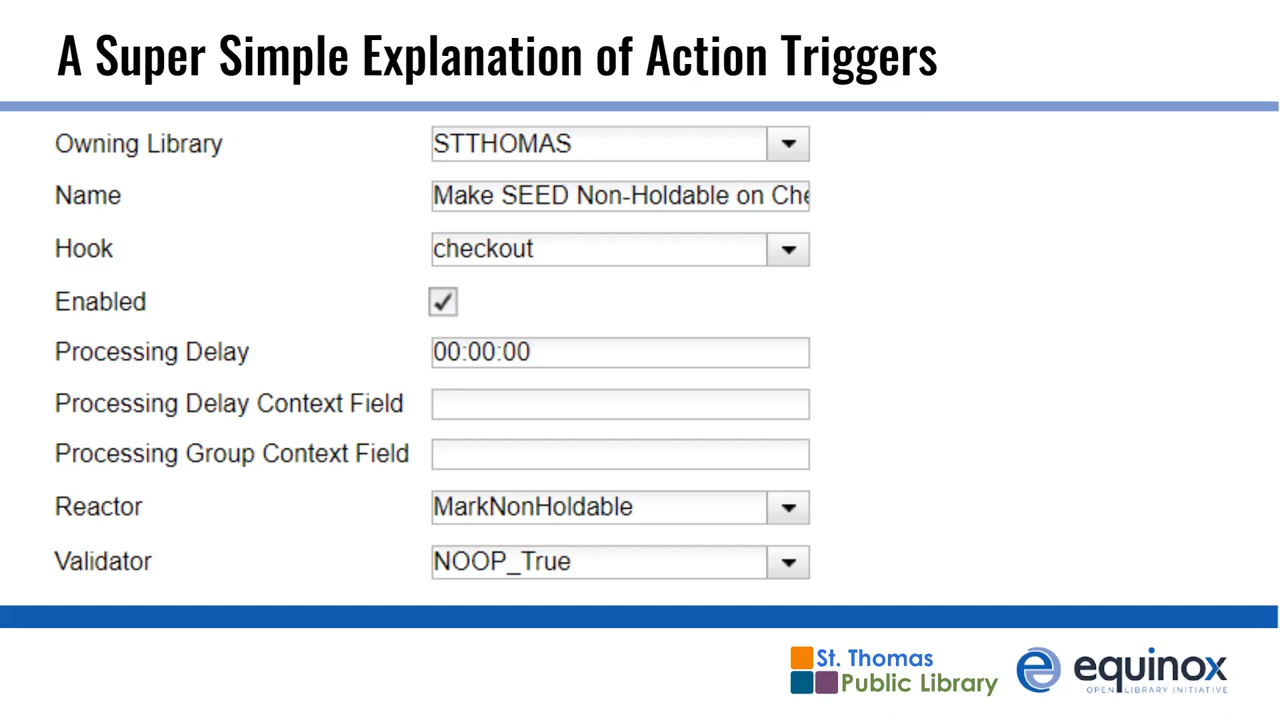 A Super Simple Explanation of Action Triggers
Owning Library STTHOMAS
Name Make SEED Non-Holdable on Che
Hook checkout
Enabled
Processing Delay 00:00:00
Processing Delay Context Field
Processing Group Context Field
Reactor MarkNonHoldable
Validator NOOP_True
St. Thomas
Public Library
equinox
OPEN LIBRARY INITIATIVE